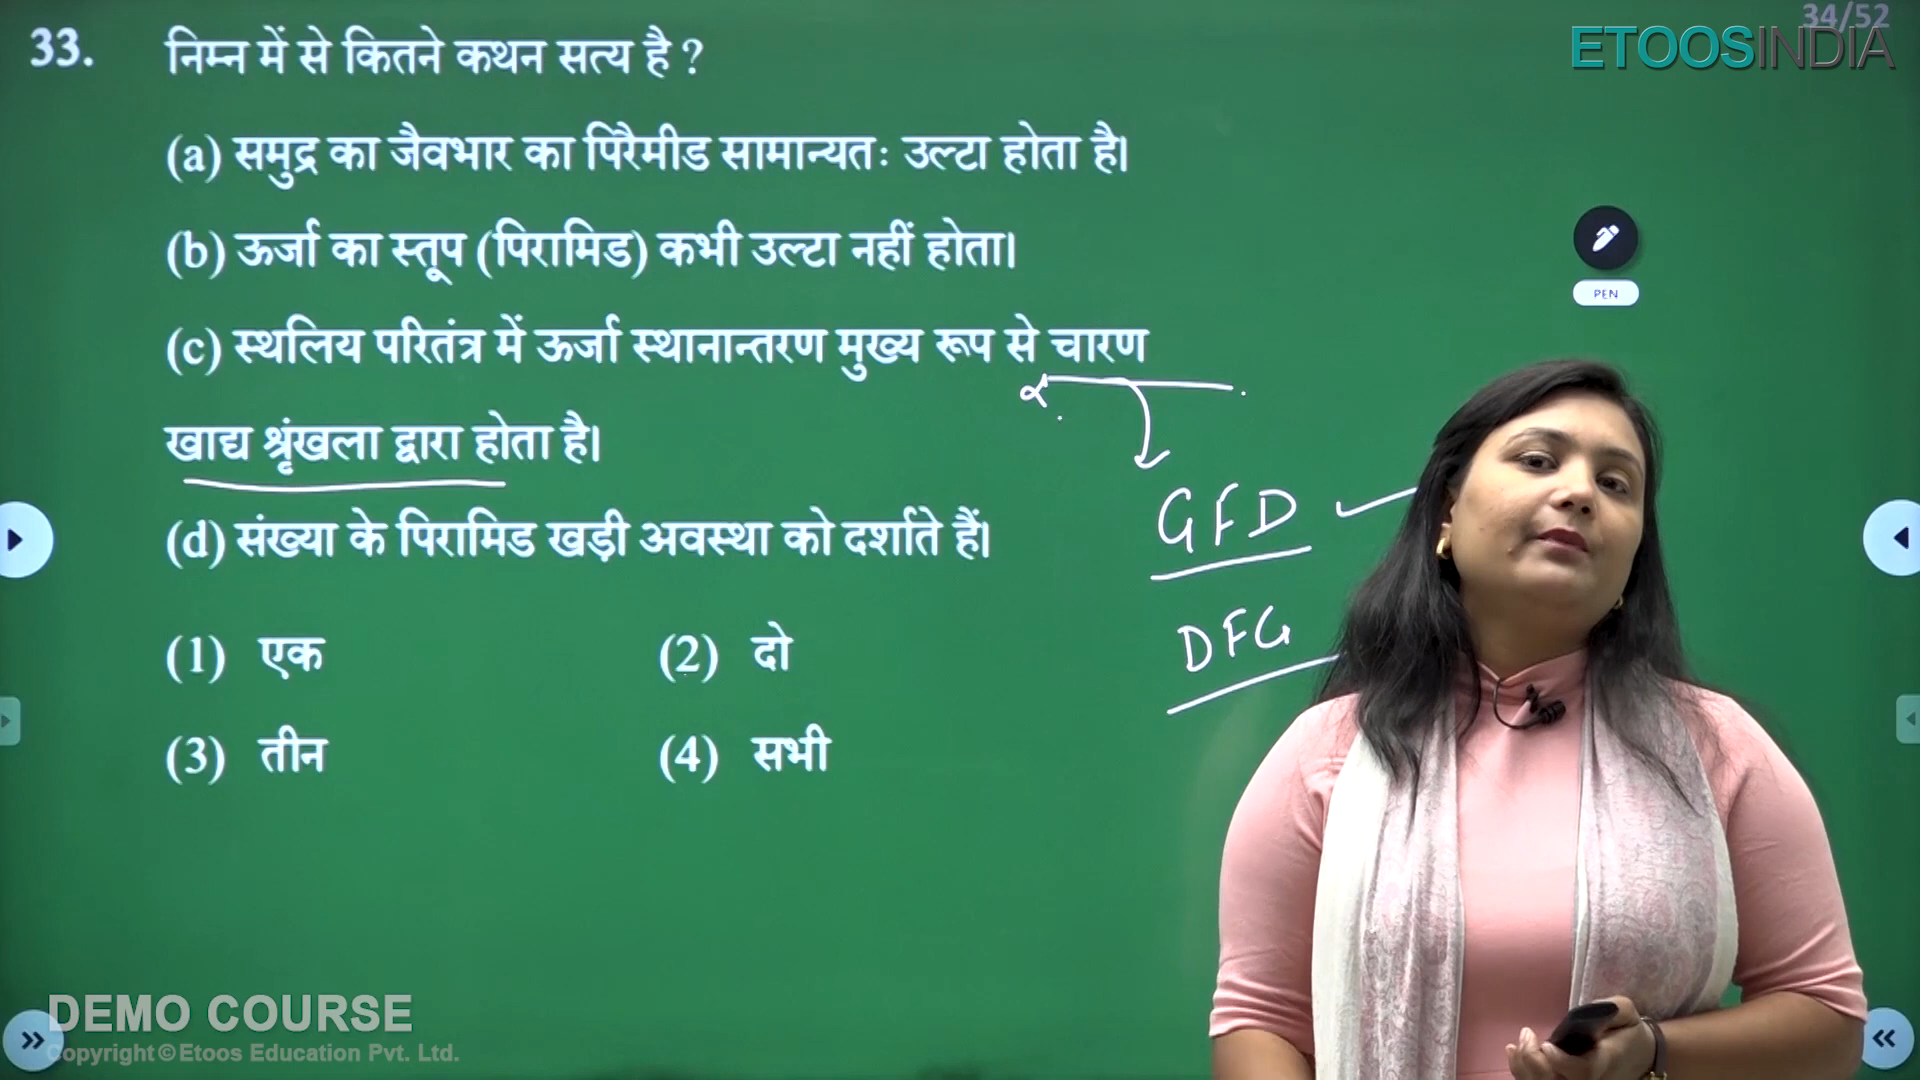 34/52
ETOOSINDIA
33. निम्न में से कितने कथन सत्य है ?
(a) समुद्र का जैवभार का पिरैमीड सामान्यतः उल्टा होता है।
(b) ऊर्जा का स्तूप (पिरामिड) कभी उल्टा नहीं होता।
PEN
(c) स्थलिय परितंत्र में ऊर्जा स्थानान्तरण मुख्य रूप से चारण
खाद्य श्रृंखला द्वारा होता है।
GFD
(d) संख्या के पिरामिड खड़ी अवस्था को दर्शाते हैं।
DFG
(1) एक (2) दो
(3) तीन (4) सभी
DEMO COURSE
Copyright © Etoos Education Pvt. Ltd.